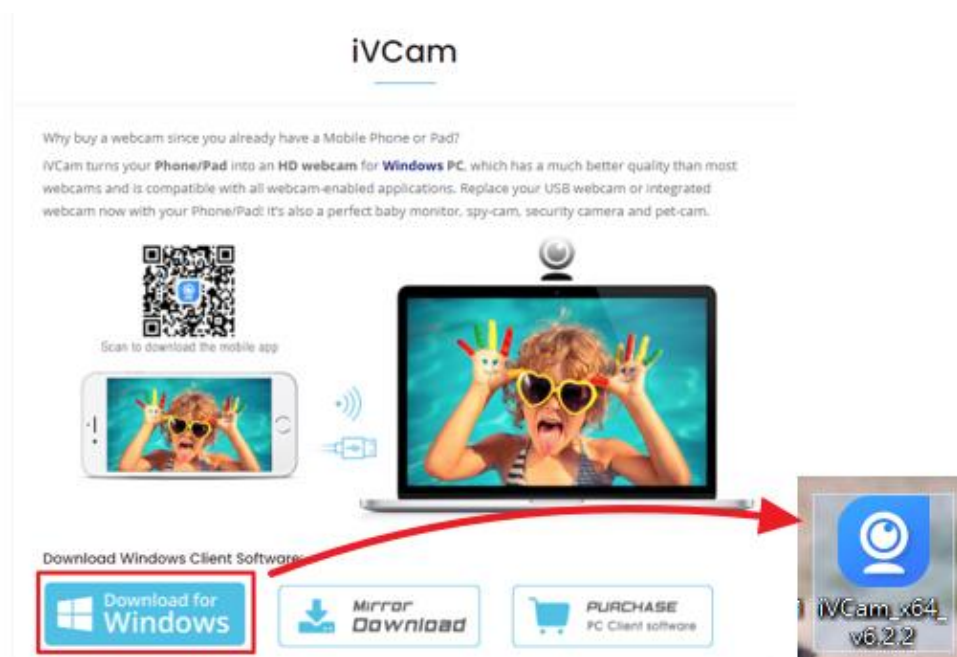 iVCam
Why buy a webcam since you already have a Mobile Phone or Pad?
iVCam turns your Phone/Pad into an HD webcam for Windows PC, which has a much better quality than most
webcams and is compatible with all webcam-enabled applications. Replace your USB webcam or integrated
webcam now with your Phone/Pad! It's also a perfect baby monitor, spy-cam, security camera and pet-cam.
Scan to download the mobile app
Download Windows Client Software:
Download for
Windows
Mirror
Download
PURCHASE
PC Client software
iVCam_x64_
v6.2.2